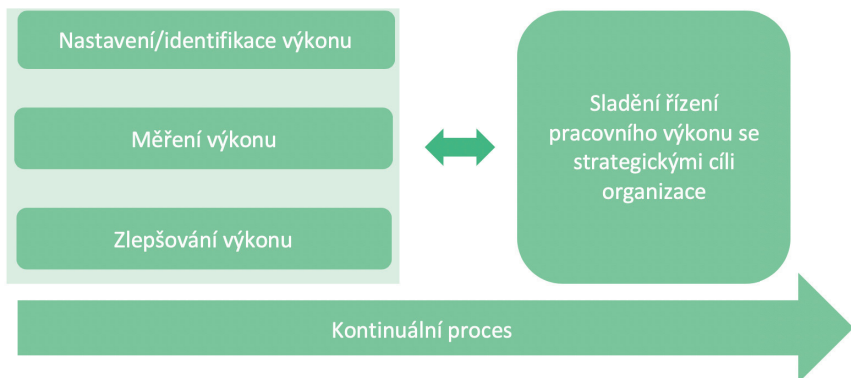 Nastavení/identifikace výkonu
Měření výkonu
Zlepšování výkonu
Sladění řízení
pracovního výkonu se
strategickými cíli
organizace
Kontinuální proces